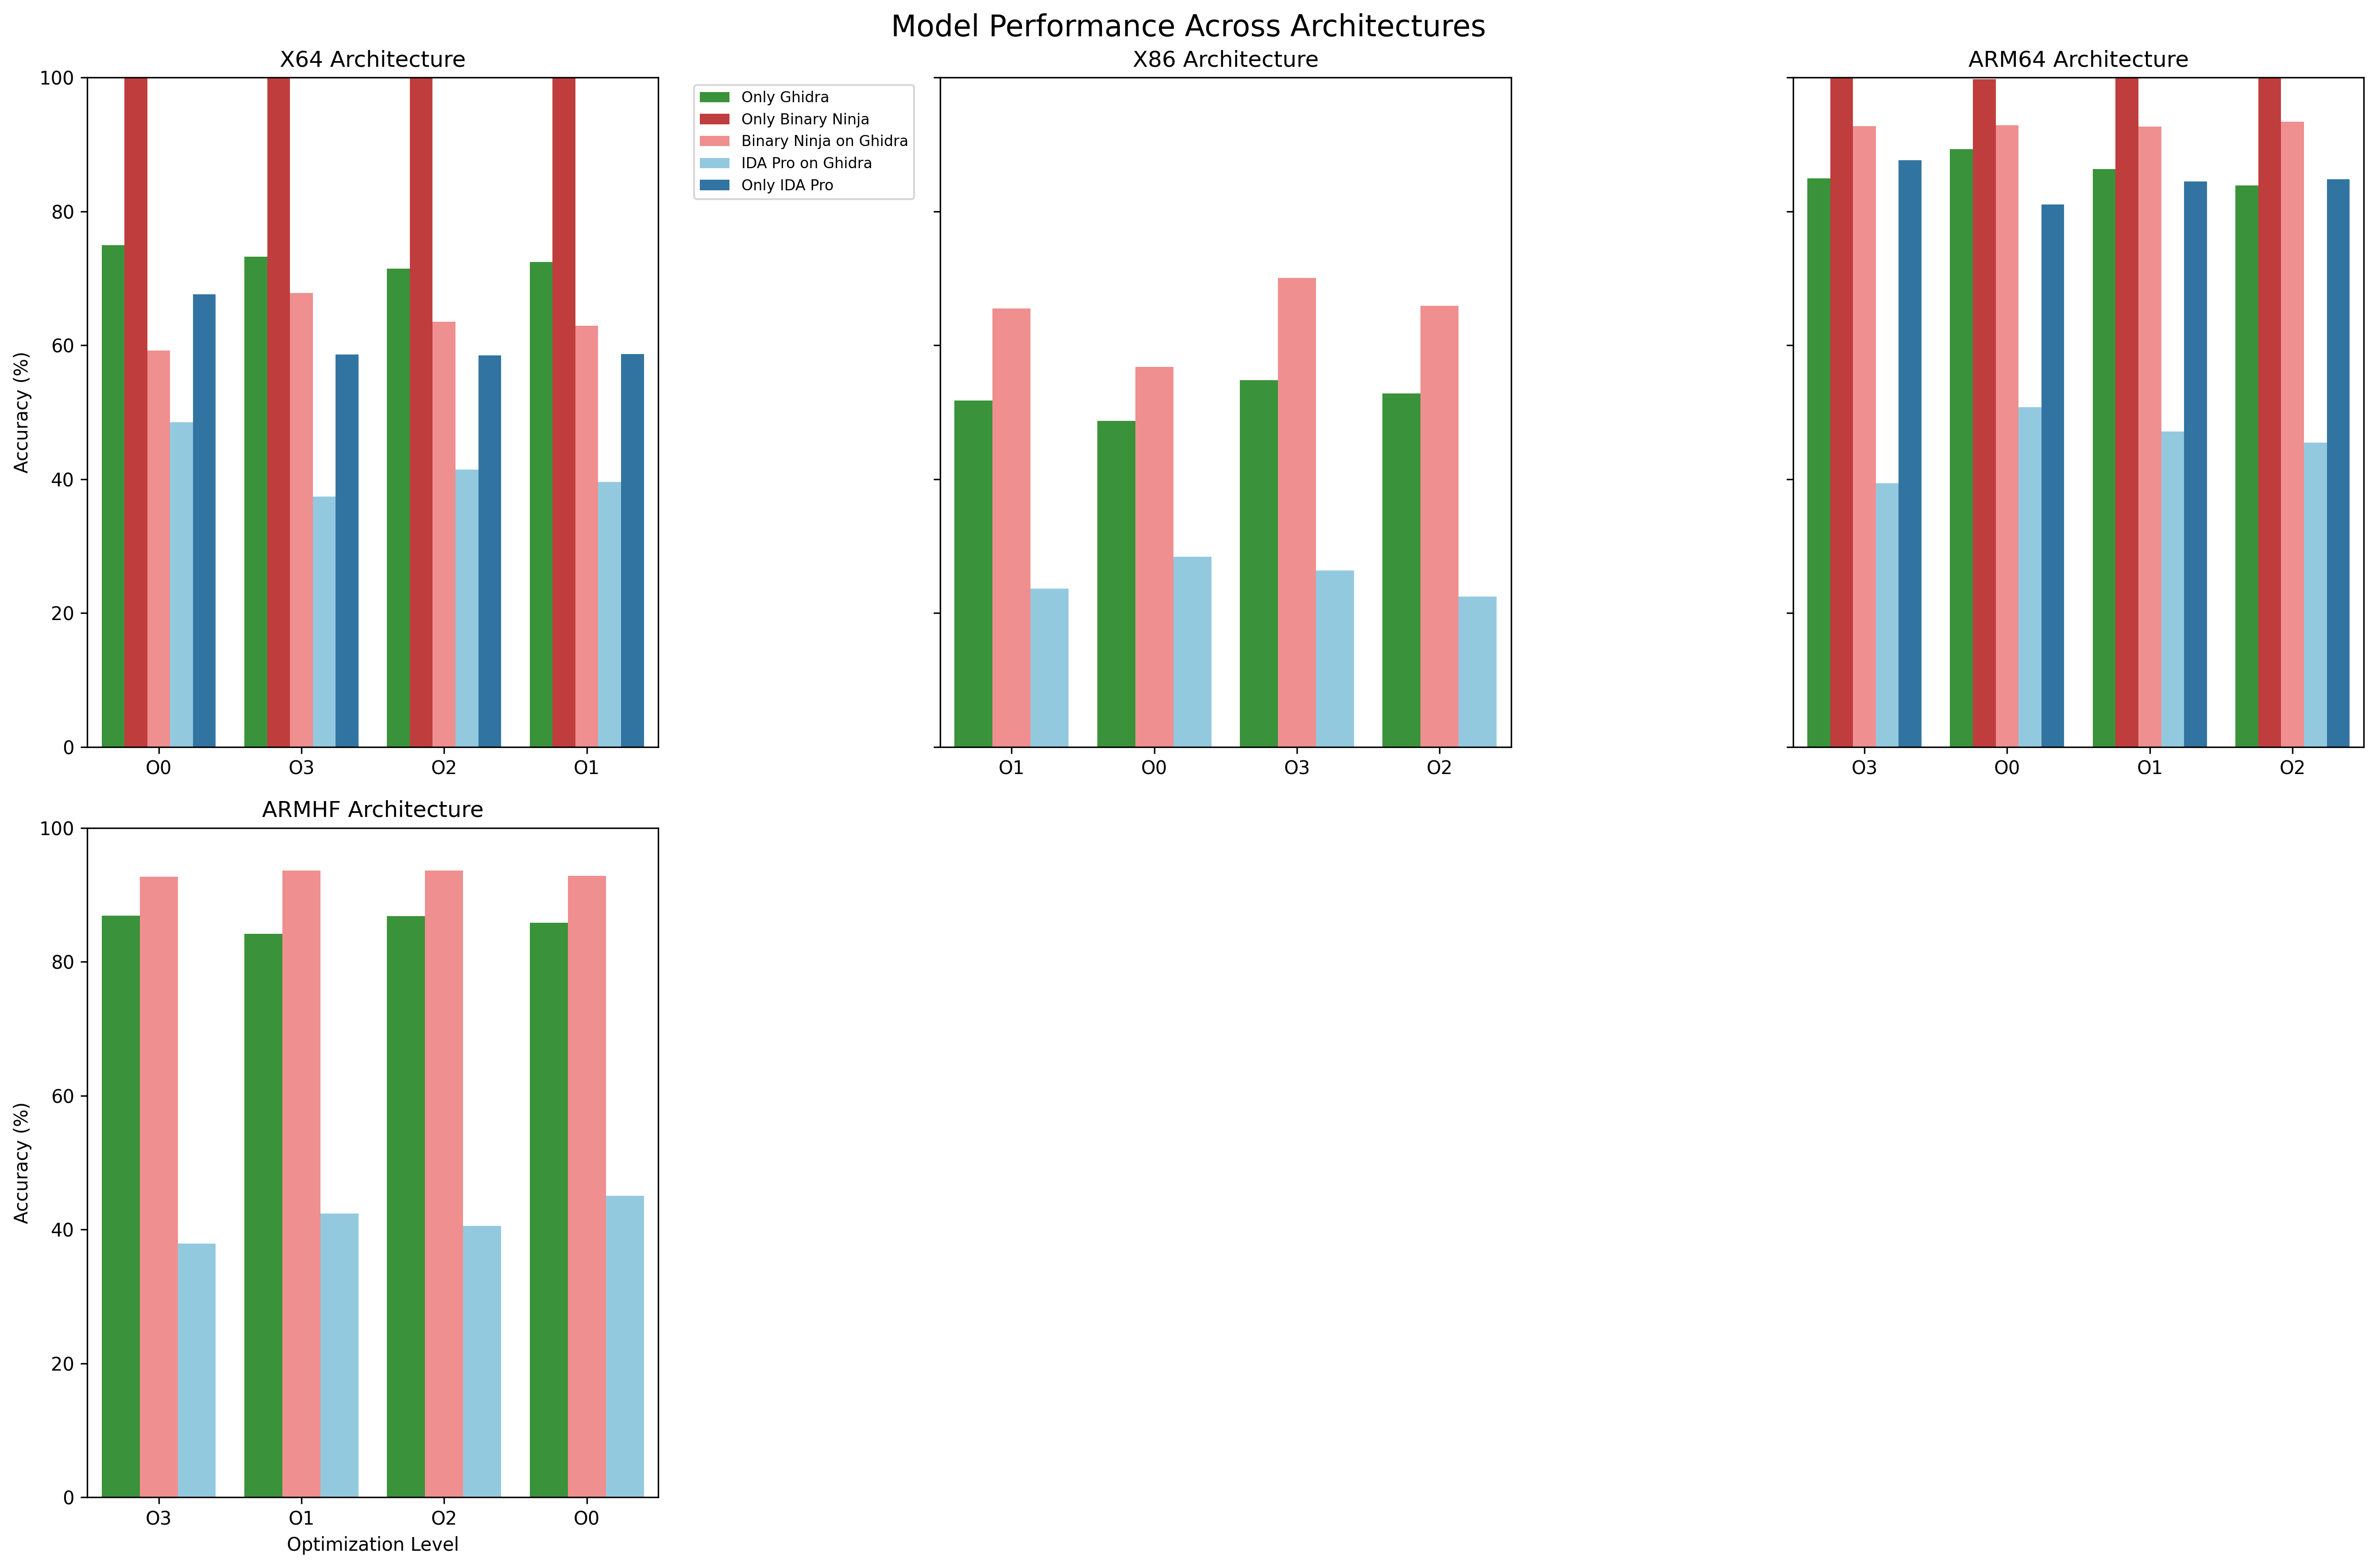 Model Performance Across Architectures
X64 Architecture
Accuracy (%)
100
80
60
40
20
0
O0 O3 O2 O1
Only Ghidra
Only Binary Ninja
Binary Ninja on Ghidra
IDA Pro on Ghidra
Only IDA Pro
X86 Architecture
O1 O0 O3 O2
ARM64 Architecture
O3 O0 O1 O2
ARMHF Architecture
Accuracy (%)
100
80
60
40
20
0
O3 O1 O2 O0
Optimization Level